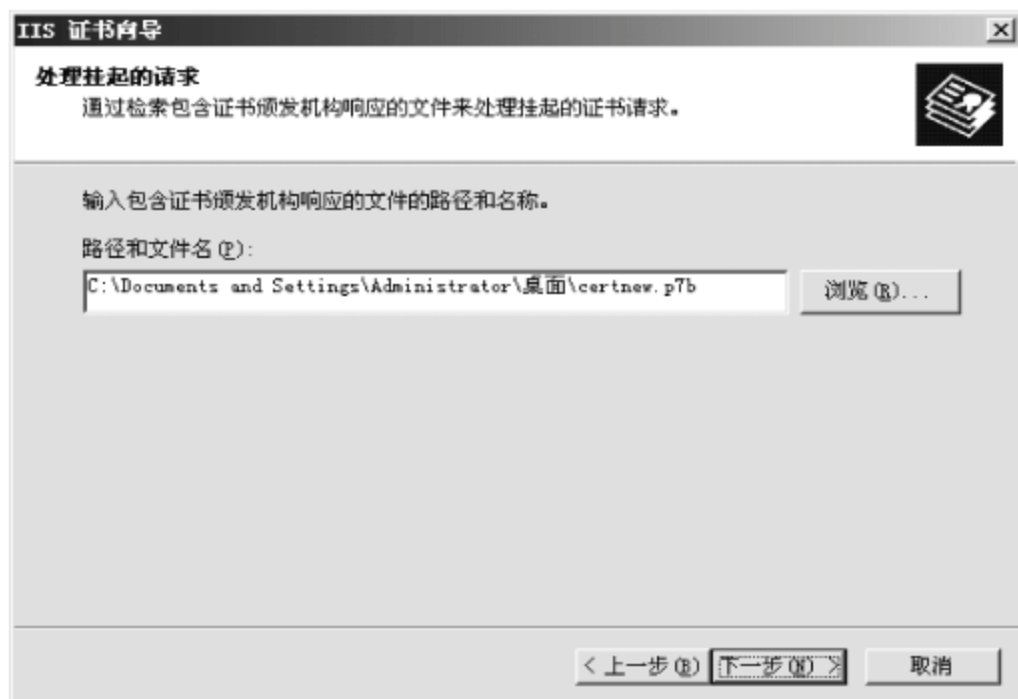 IIS 证书向导
处理挂起的请求
通过检索包含证书颁发机构响应的文件来处理挂起的证书请求。
输入包含证书颁发机构响应的文件的路径和名称。
路径和文件名(P):
C:\Documents and Settings\Administrator\桌面\certnew.p7b
浏览(R)...
< 上一步(B) 下一步(N) > 取消